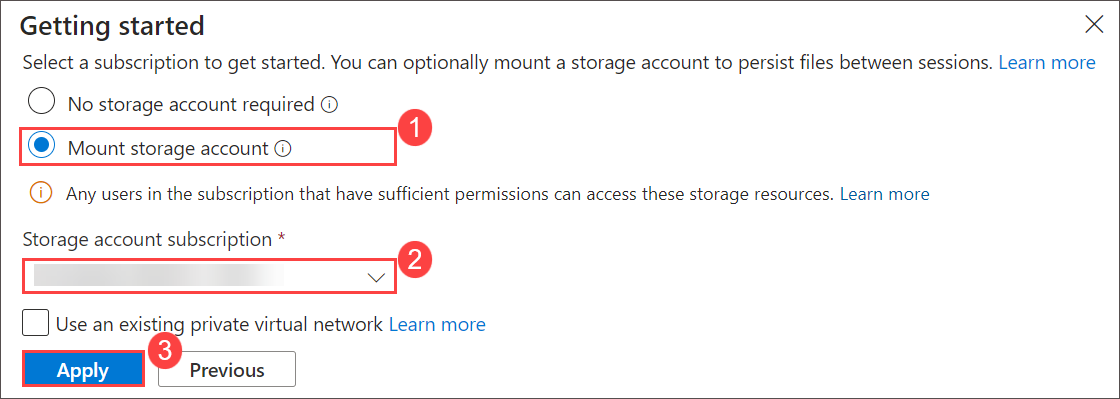 Getting started
Select a subscription to get started. You can optionally mount a storage account to persist files between sessions. Learn more
No storage account required
1
Mount storage account
Any users in the subscription that have sufficient permissions can access these storage resources. Learn more
Storage account subscription *
2
Use an existing private virtual network Learn more
3
Apply Previous